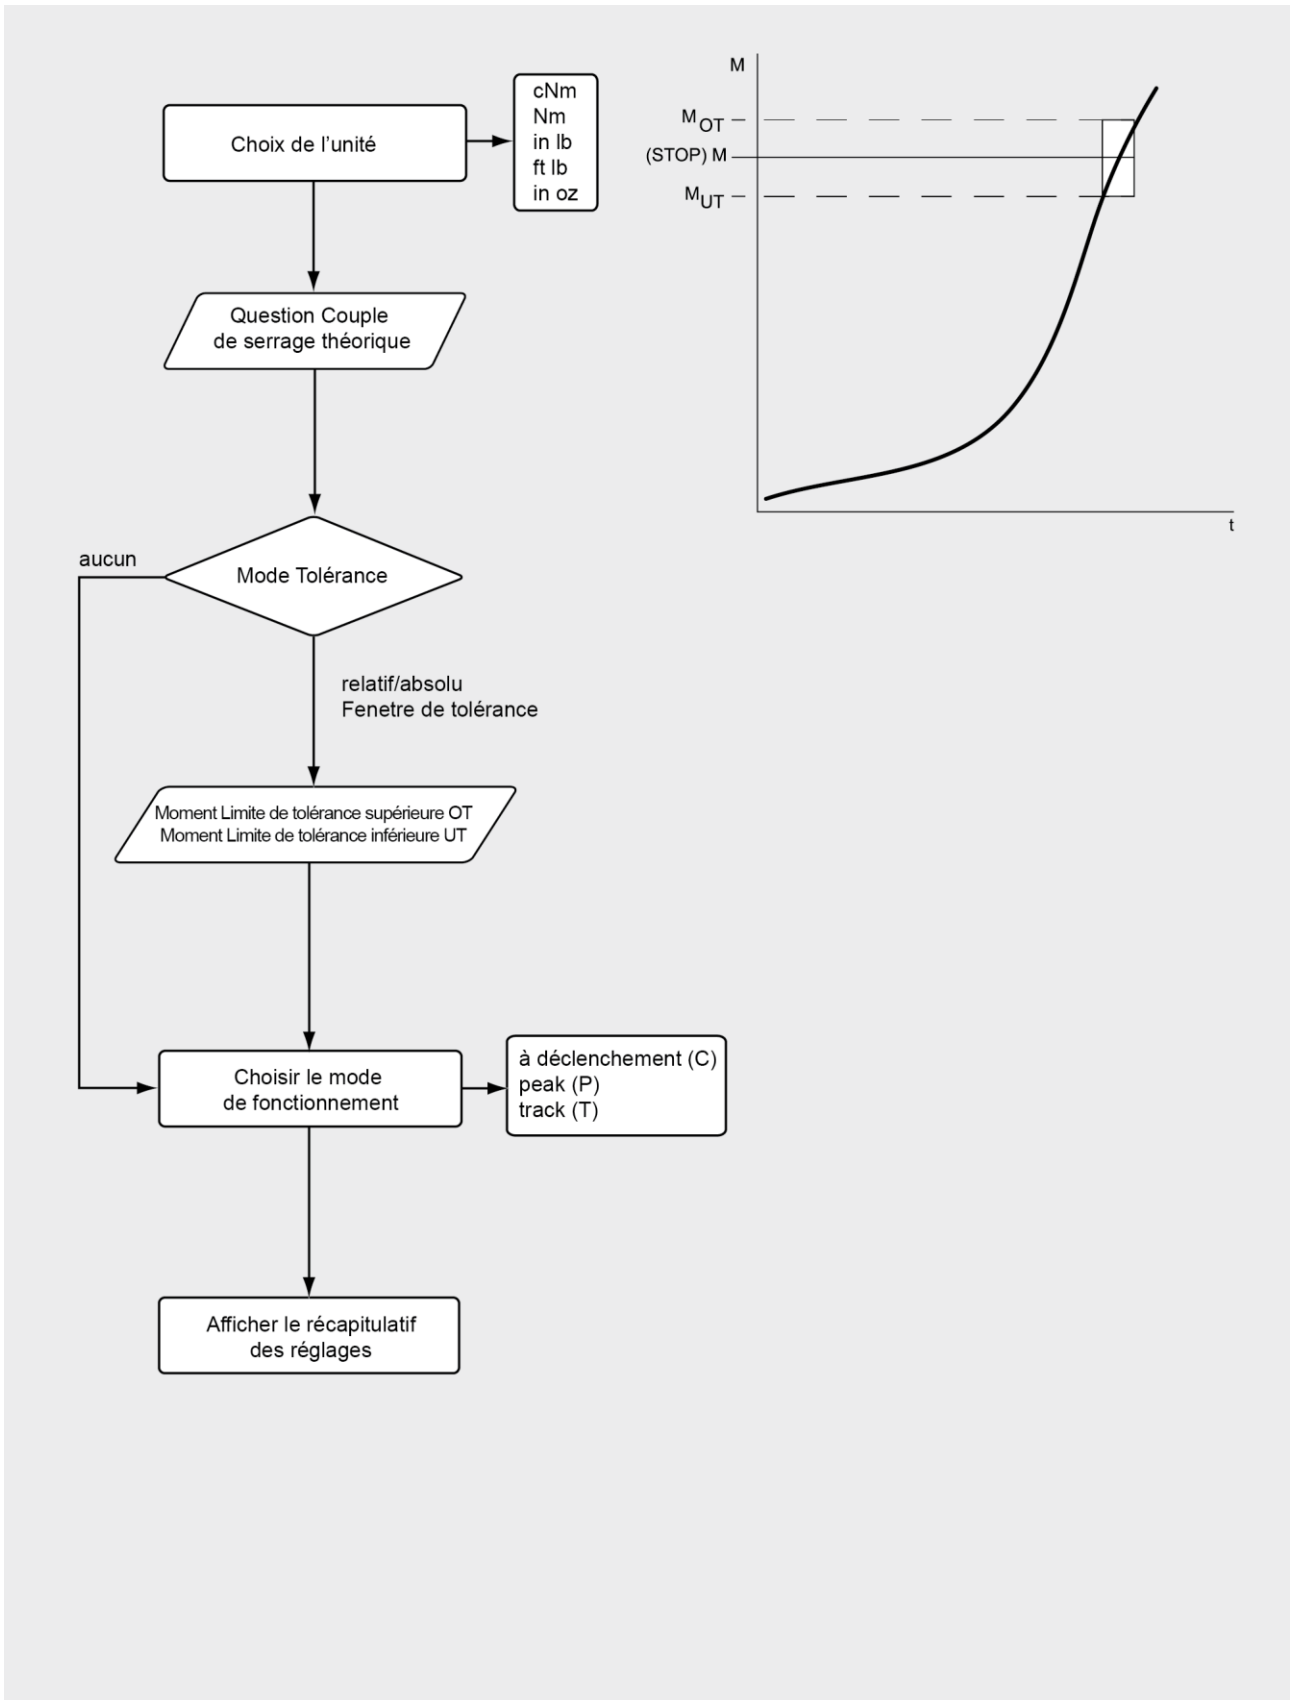 Choix de l'unité
cNm
Nm
in lb
ft lb
in oz
Question Couple
de serrage théorique
Mode Tolérance
aucun
relatif/absolu
Fenetre de tolérance
Moment Limite de tolérance supérieure OT
Moment Limite de tolérance inférieure UT
Choisir le mode
de fonctionnement
à déclenchement (C)
peak (P)
track (T)
Afficher le récapitulatif
des réglages
M
MOT
(STOP) M
MUT
t